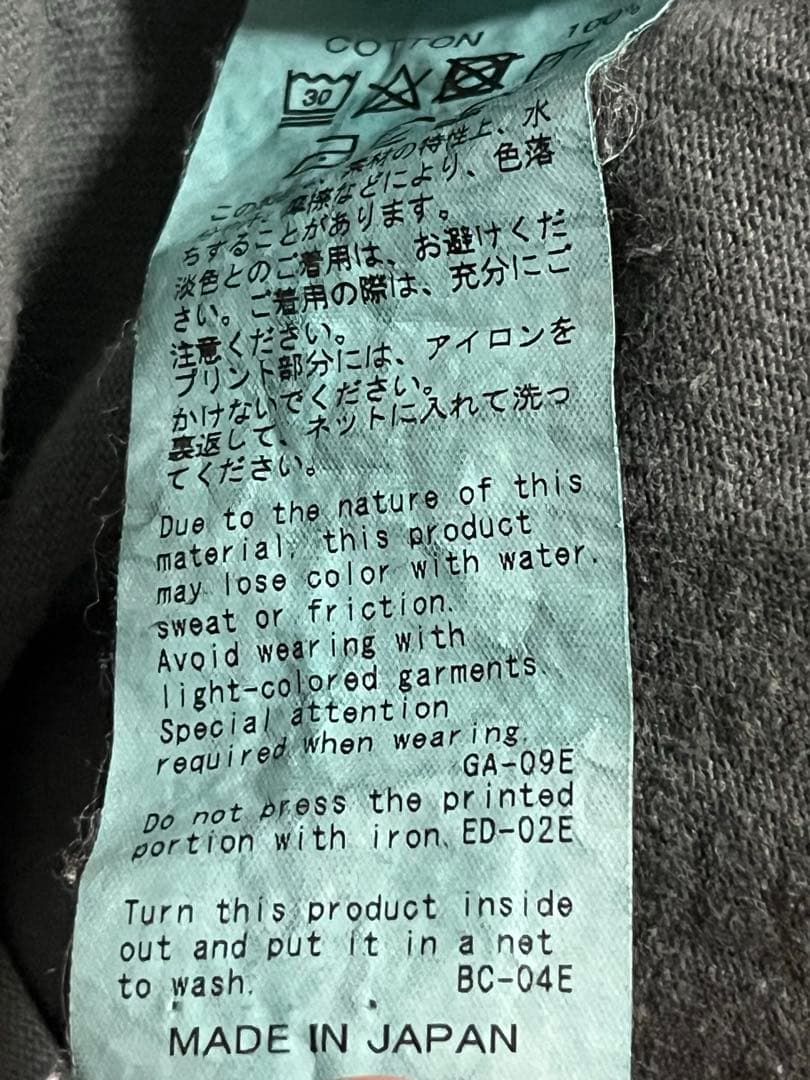 COTTON 100%
30
この製品は、素材の特性上、水
や汗、摩擦などにより、色落
ちすることがあります。
淡色とのご着用は、お避けくだ
さい。ご着用の際は、充分にご
注意ください。
プリント部分には、アイロンを
かけないでください。
裏返して、ネットに入れて洗っ
てください。
Due to the nature of this
material, this product
may lose color with water,
sweat or friction.
Avoid wearing with
light-colored garments.
Special attention
required when wearing.
GA-09E
Do not press the printed
portion with iron. ED-02E
Turn this product inside
out and put it in a net
to wash. BC-04E
MADE IN JAPAN